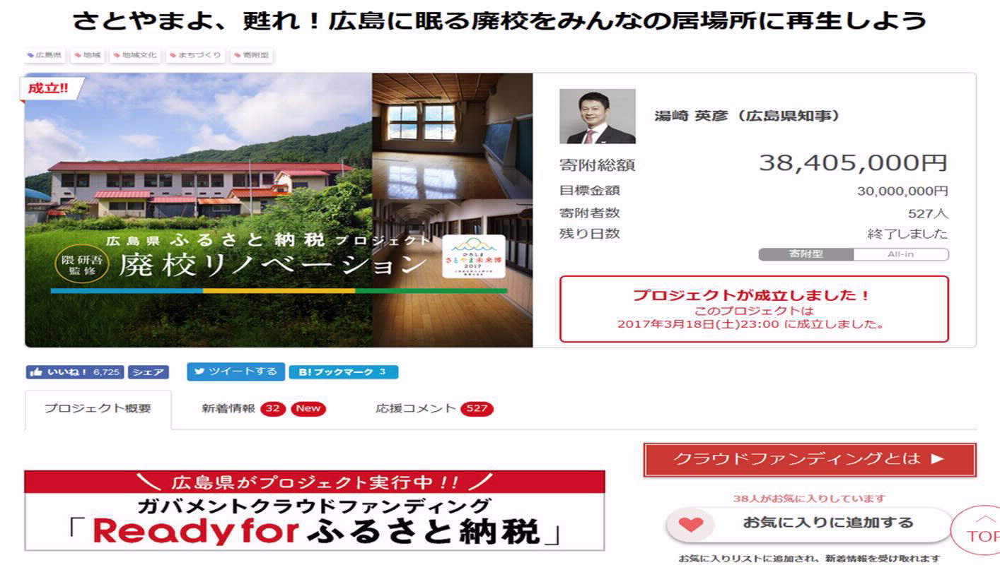 さとやまよ、甦れ！広島に眠る廃校をみんなの居場所に再生しよう
広島県 地域 地域文化 まちづくり 寄附型
成立!!
湯崎 英彦（広島県知事）
寄附総額 38,405,000円
目標金額 30,000,000円
寄附者数 527人
残り日数 終了しました
寄附型 All-in
広島県 ふるさと納税 プロジェクト
隈研吾
監修
廃校リノベーション
ひろしま
さとやま未来博
2017
プロジェクトが成立しました！
このプロジェクトは
2017年3月18日(土)23:00 に成立しました。
いいね！ 6,725 シェア ツイートする B!ブックマーク 3
プロジェクト概要 新着情報 32 New 応援コメント 527
クラウドファンディングとは ▶
＼ 広島県がプロジェクト実行中!! ／
ガバメントクラウドファンディング
「Readyforふるさと納税」
38人がお気に入りしています
お気に入りに追加する
TOP
お気に入りリストに追加され、新着情報を受け取れます